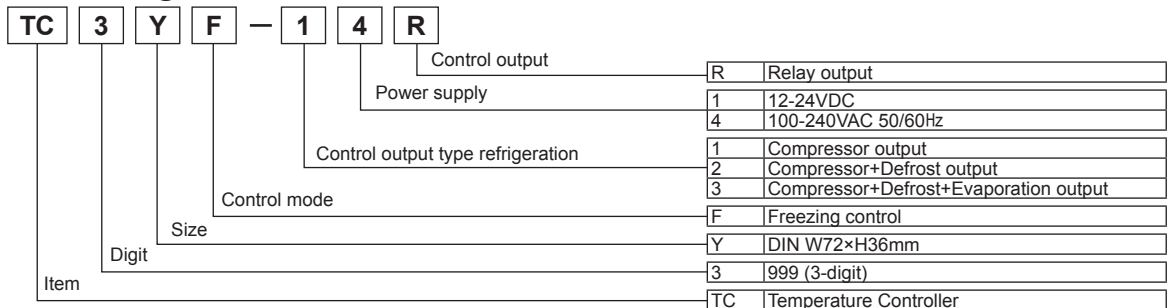 TC 3 Y F — 1 4 R
Control output
R Relay output
Power supply
1 12-24VDC
4 100-240VAC 50/60Hz
Control output type refrigeration
1 Compressor output
2 Compressor+Defrost output
3 Compressor+Defrost+Evaporation output
Control mode
F Freezing control
Size
Y DIN W72×H36mm
Digit
3 999 (3-digit)
Item
TC Temperature Controller